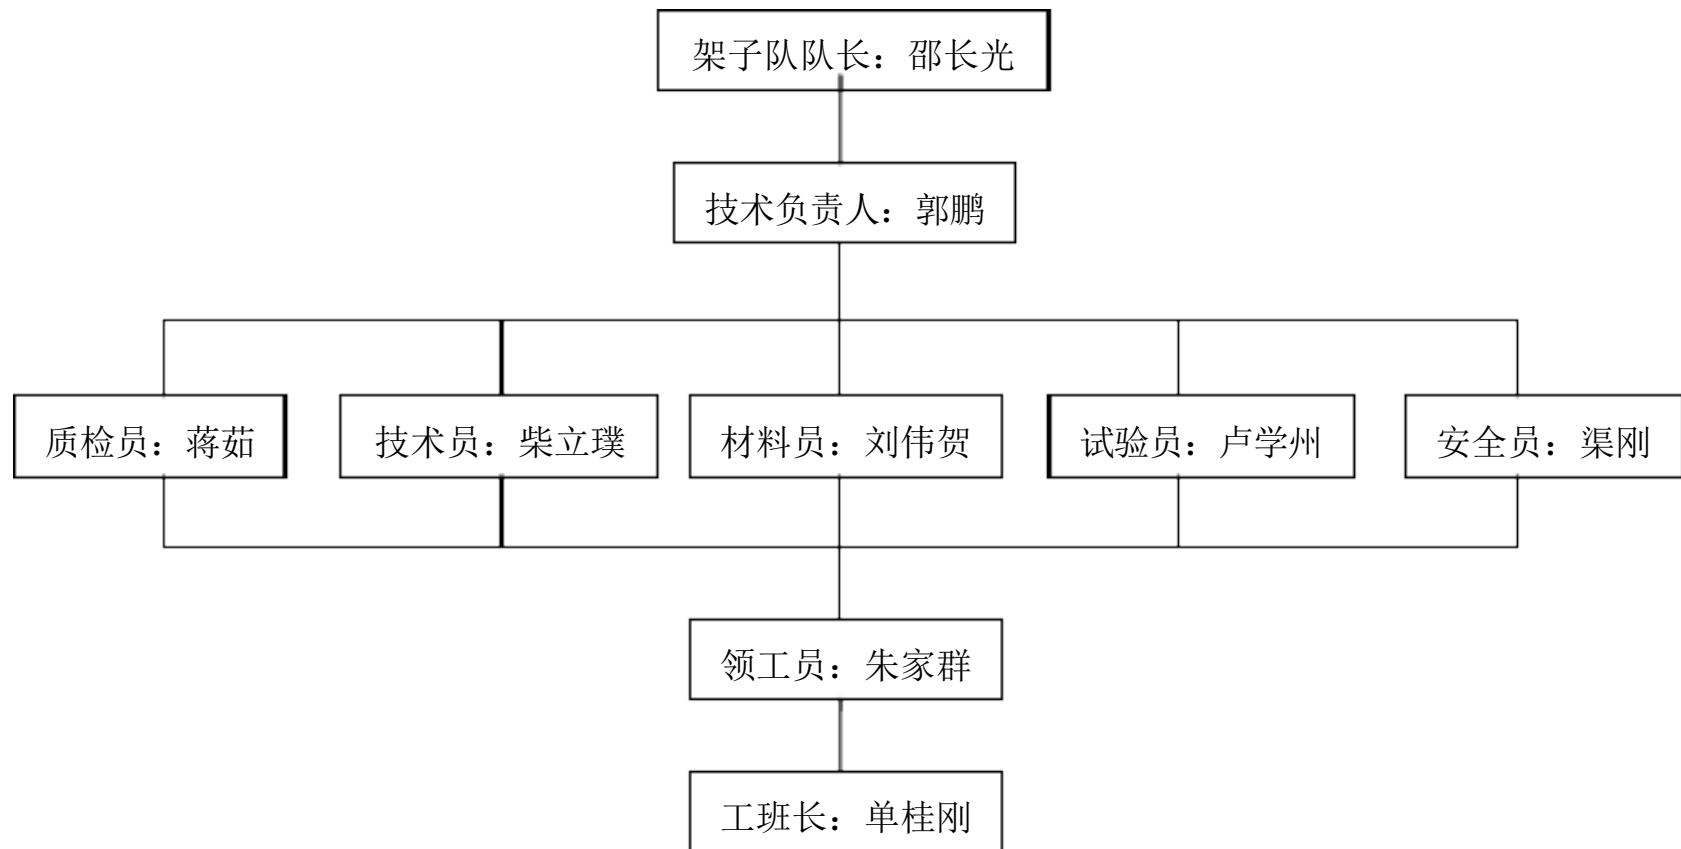 架子队队长：邵长光
技术负责人：郭鹏
质检员：蒋茹
技术员：柴立璞
材料员：刘伟贺
试验员：卢学州
安全员：渠刚
领工员：朱家群
工班长：单桂刚